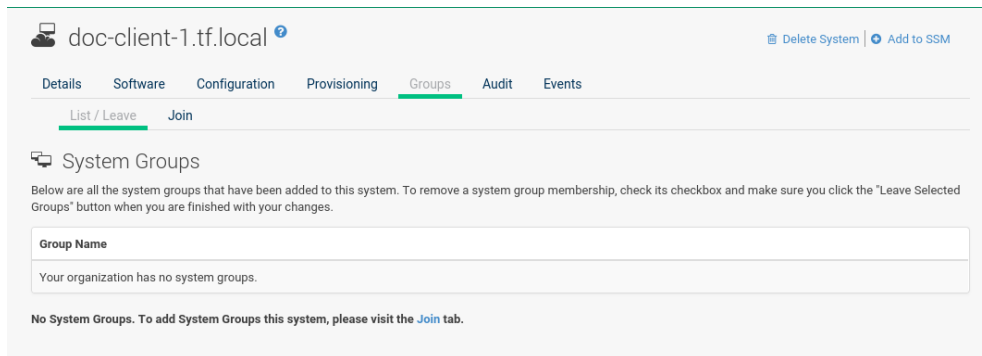 doc-client-1.tf.local ?
Delete System | Add to SSM
Details Software Configuration Provisioning Groups Audit Events
List / Leave Join
System Groups
Below are all the system groups that have been added to this system. To remove a system group membership, check its checkbox and make sure you click the "Leave Selected
Groups" button when you are finished with your changes.
Group Name
Your organization has no system groups.
No System Groups. To add System Groups this system, please visit the Join tab.